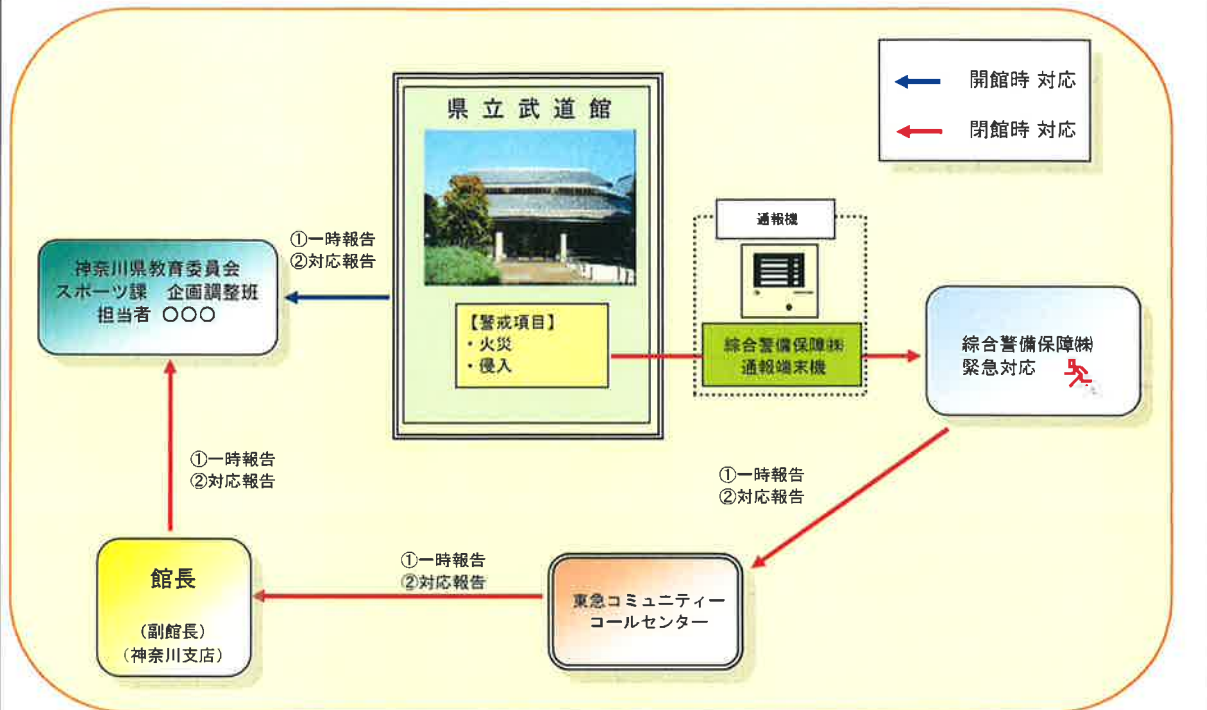 開館時 対応
閉館時 対応
県立武道館
通報機
①一時報告
②対応報告
神奈川県教育委員会
スポーツ課 企画調整班
担当者 〇〇〇
【警戒項目】
・火災
・侵入
綜合警備保障㈱
通報端末機
綜合警備保障㈱
緊急対応
①一時報告
②対応報告
①一時報告
②対応報告
①一時報告
②対応報告
館長
(副館長)
(神奈川支店)
東急コミュニティー
コールセンター